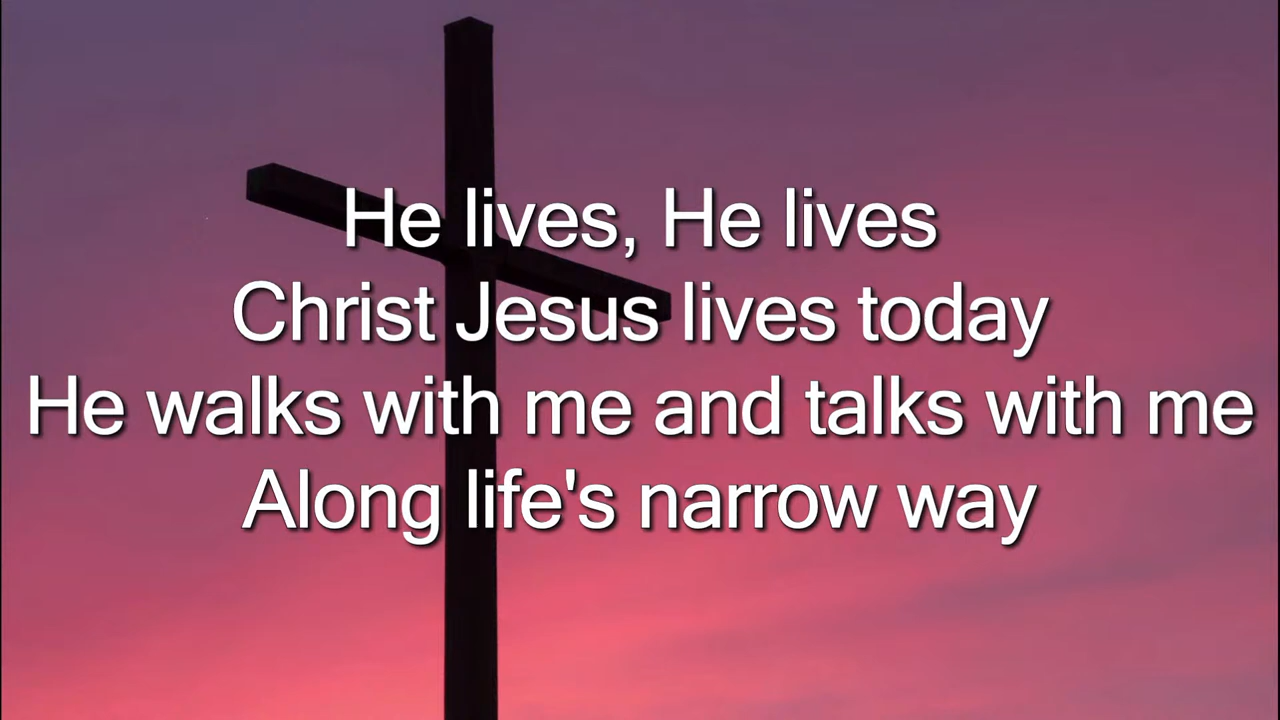 He lives, He lives
Christ Jesus lives today
He walks with me and talks with me
Along life's narrow way